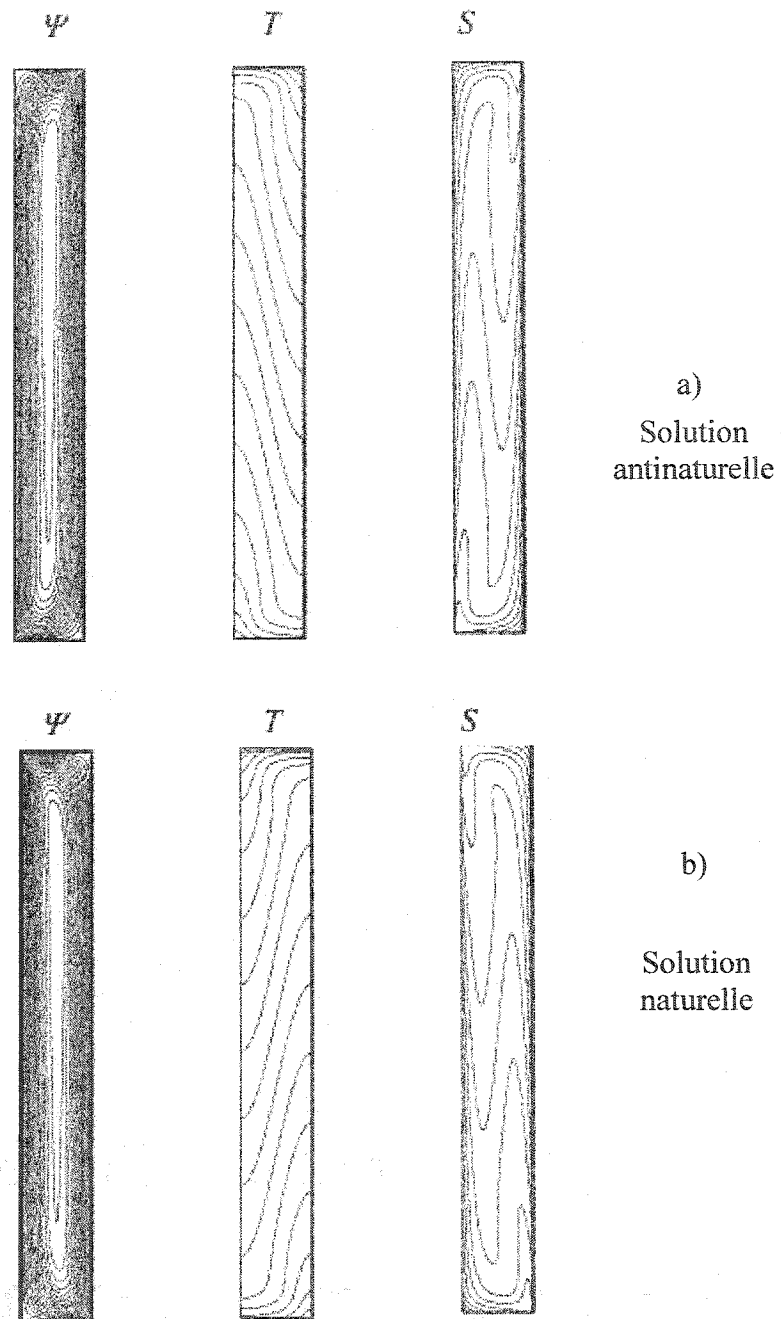 Ψ T S
a)
Solution
antinaturelle
Ψ T S
b)
Solution
naturelle